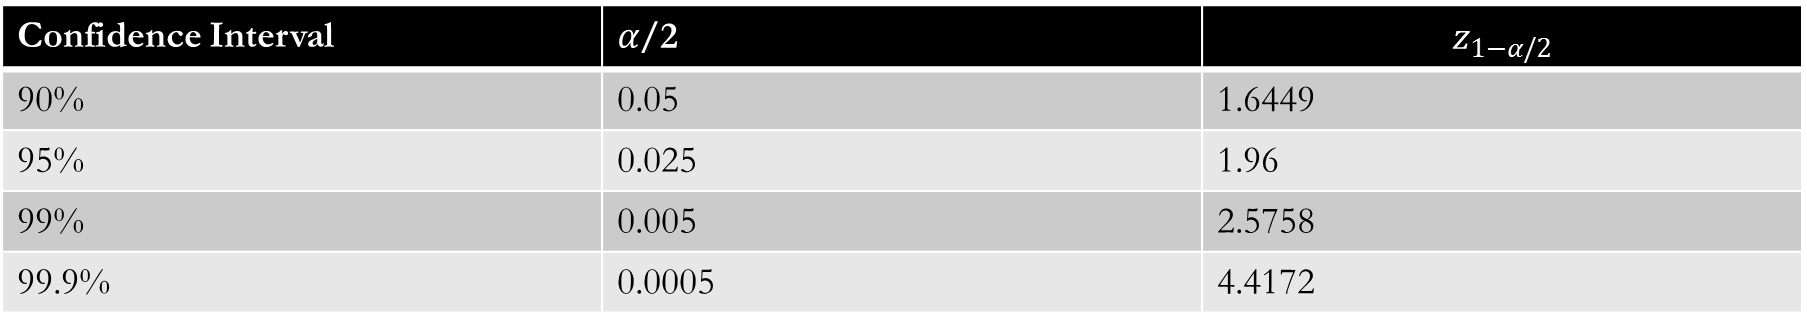 Confidence Interval α/2 z₁₋α/₂
90% 0.05 1.6449
95% 0.025 1.96
99% 0.005 2.5758
99.9% 0.0005 4.4172